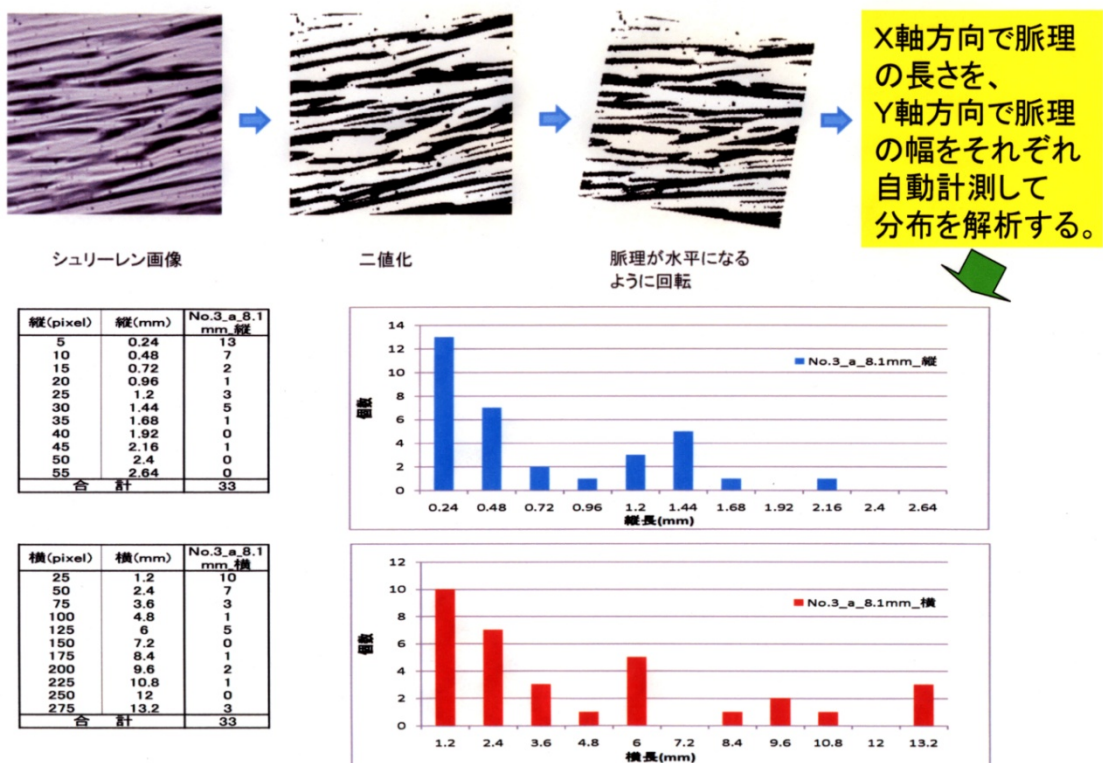 X軸方向で脈理
の長さを、
Y軸方向で脈理
の幅をそれぞれ
自動計測して
分布を解析する。
シュリーレン画像
二値化
脈理が水平になる
ように回転
縦(pixel) 縦(mm) No.3_a_8.1
mm_縦
5 0.24 13
10 0.48 7
15 0.72 2
20 0.96 1
25 1.2 3
30 1.44 5
35 1.68 1
40 1.92 0
45 2.16 1
50 2.4 0
55 2.64 0
合 計 33
14
12
10
8
6
4
2
0
個数
No.3_a_8.1mm_縦
0.24 0.48 0.72 0.96 1.2 1.44 1.68 1.92 2.16 2.4 2.64
縦長(mm)
横(pixel) 横(mm) No.3_a_8.1
mm_横
25 1.2 10
50 2.4 7
75 3.6 3
100 4.8 1
125 6 5
150 7.2 0
175 8.4 1
200 9.6 2
225 10.8 1
250 12 0
275 13.2 3
合 計 33
12
10
8
6
4
2
0
個数
No.3_a_8.1mm_横
1.2 2.4 3.6 4.8 6 7.2 8.4 9.6 10.8 12 13.2
横長(mm)